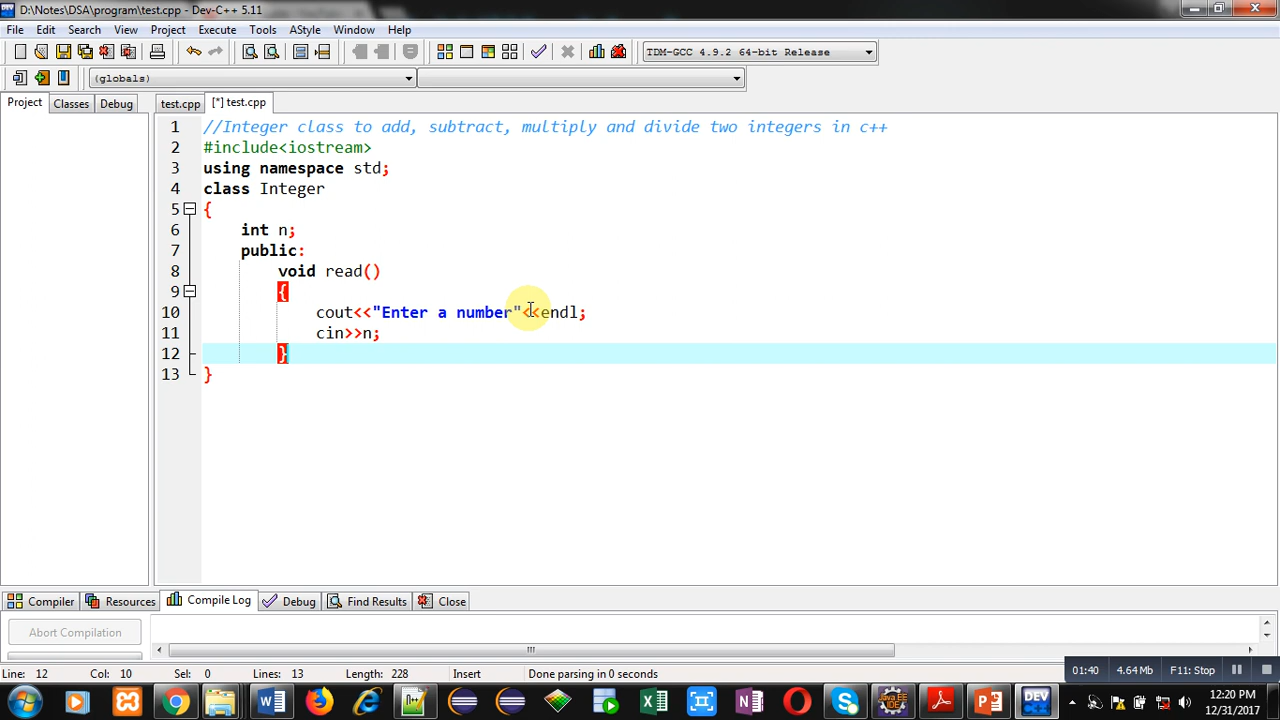 D:\Notes\DSA\program\test.cpp - Dev-C++ 5.11
File Edit Search View Project Execute Tools AStyle Window Help
TDM-GCC 4.9.2 64-bit Release
(globals)
Project Classes Debug test.cpp [*] test.cpp
1 //Integer class to add, subtract, multiply and divide two integers in c++
2 #include<iostream>
3 using namespace std;
4 class Integer
5 {
6 int n;
7 public:
8 void read()
9 {
10 cout<<"Enter a number"<<endl;
11 cin>>n;
12 }
13 }
Compiler Resources Compile Log Debug Find Results Close
Abort Compilation
Line: 12 Col: 10 Sel: 0 Lines: 13 Length: 228 Insert Done parsing in 0 seconds
01:40 4.64 Mb F11: Stop
DEV
12:20 PM
12/31/2017